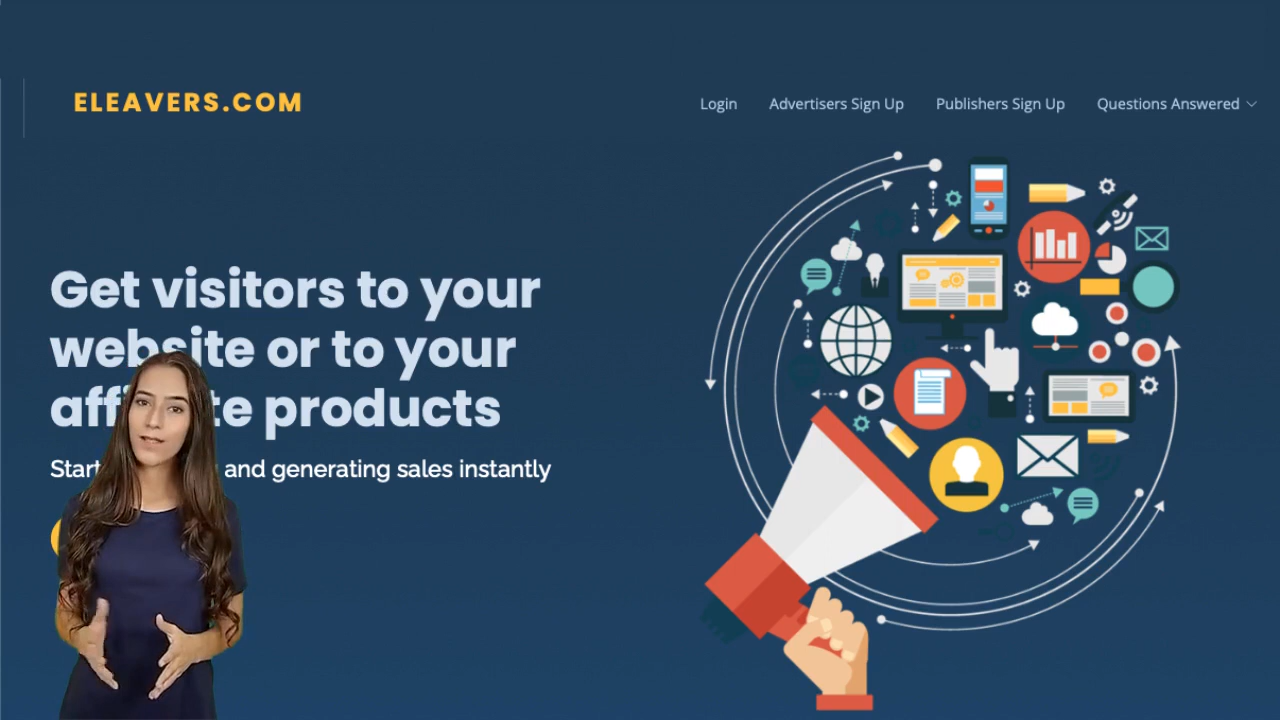 ELEAVERS.COM
Login Advertisers Sign Up Publishers Sign Up Questions Answered
Get visitors to your
website or to your
products
and generating sales instantly